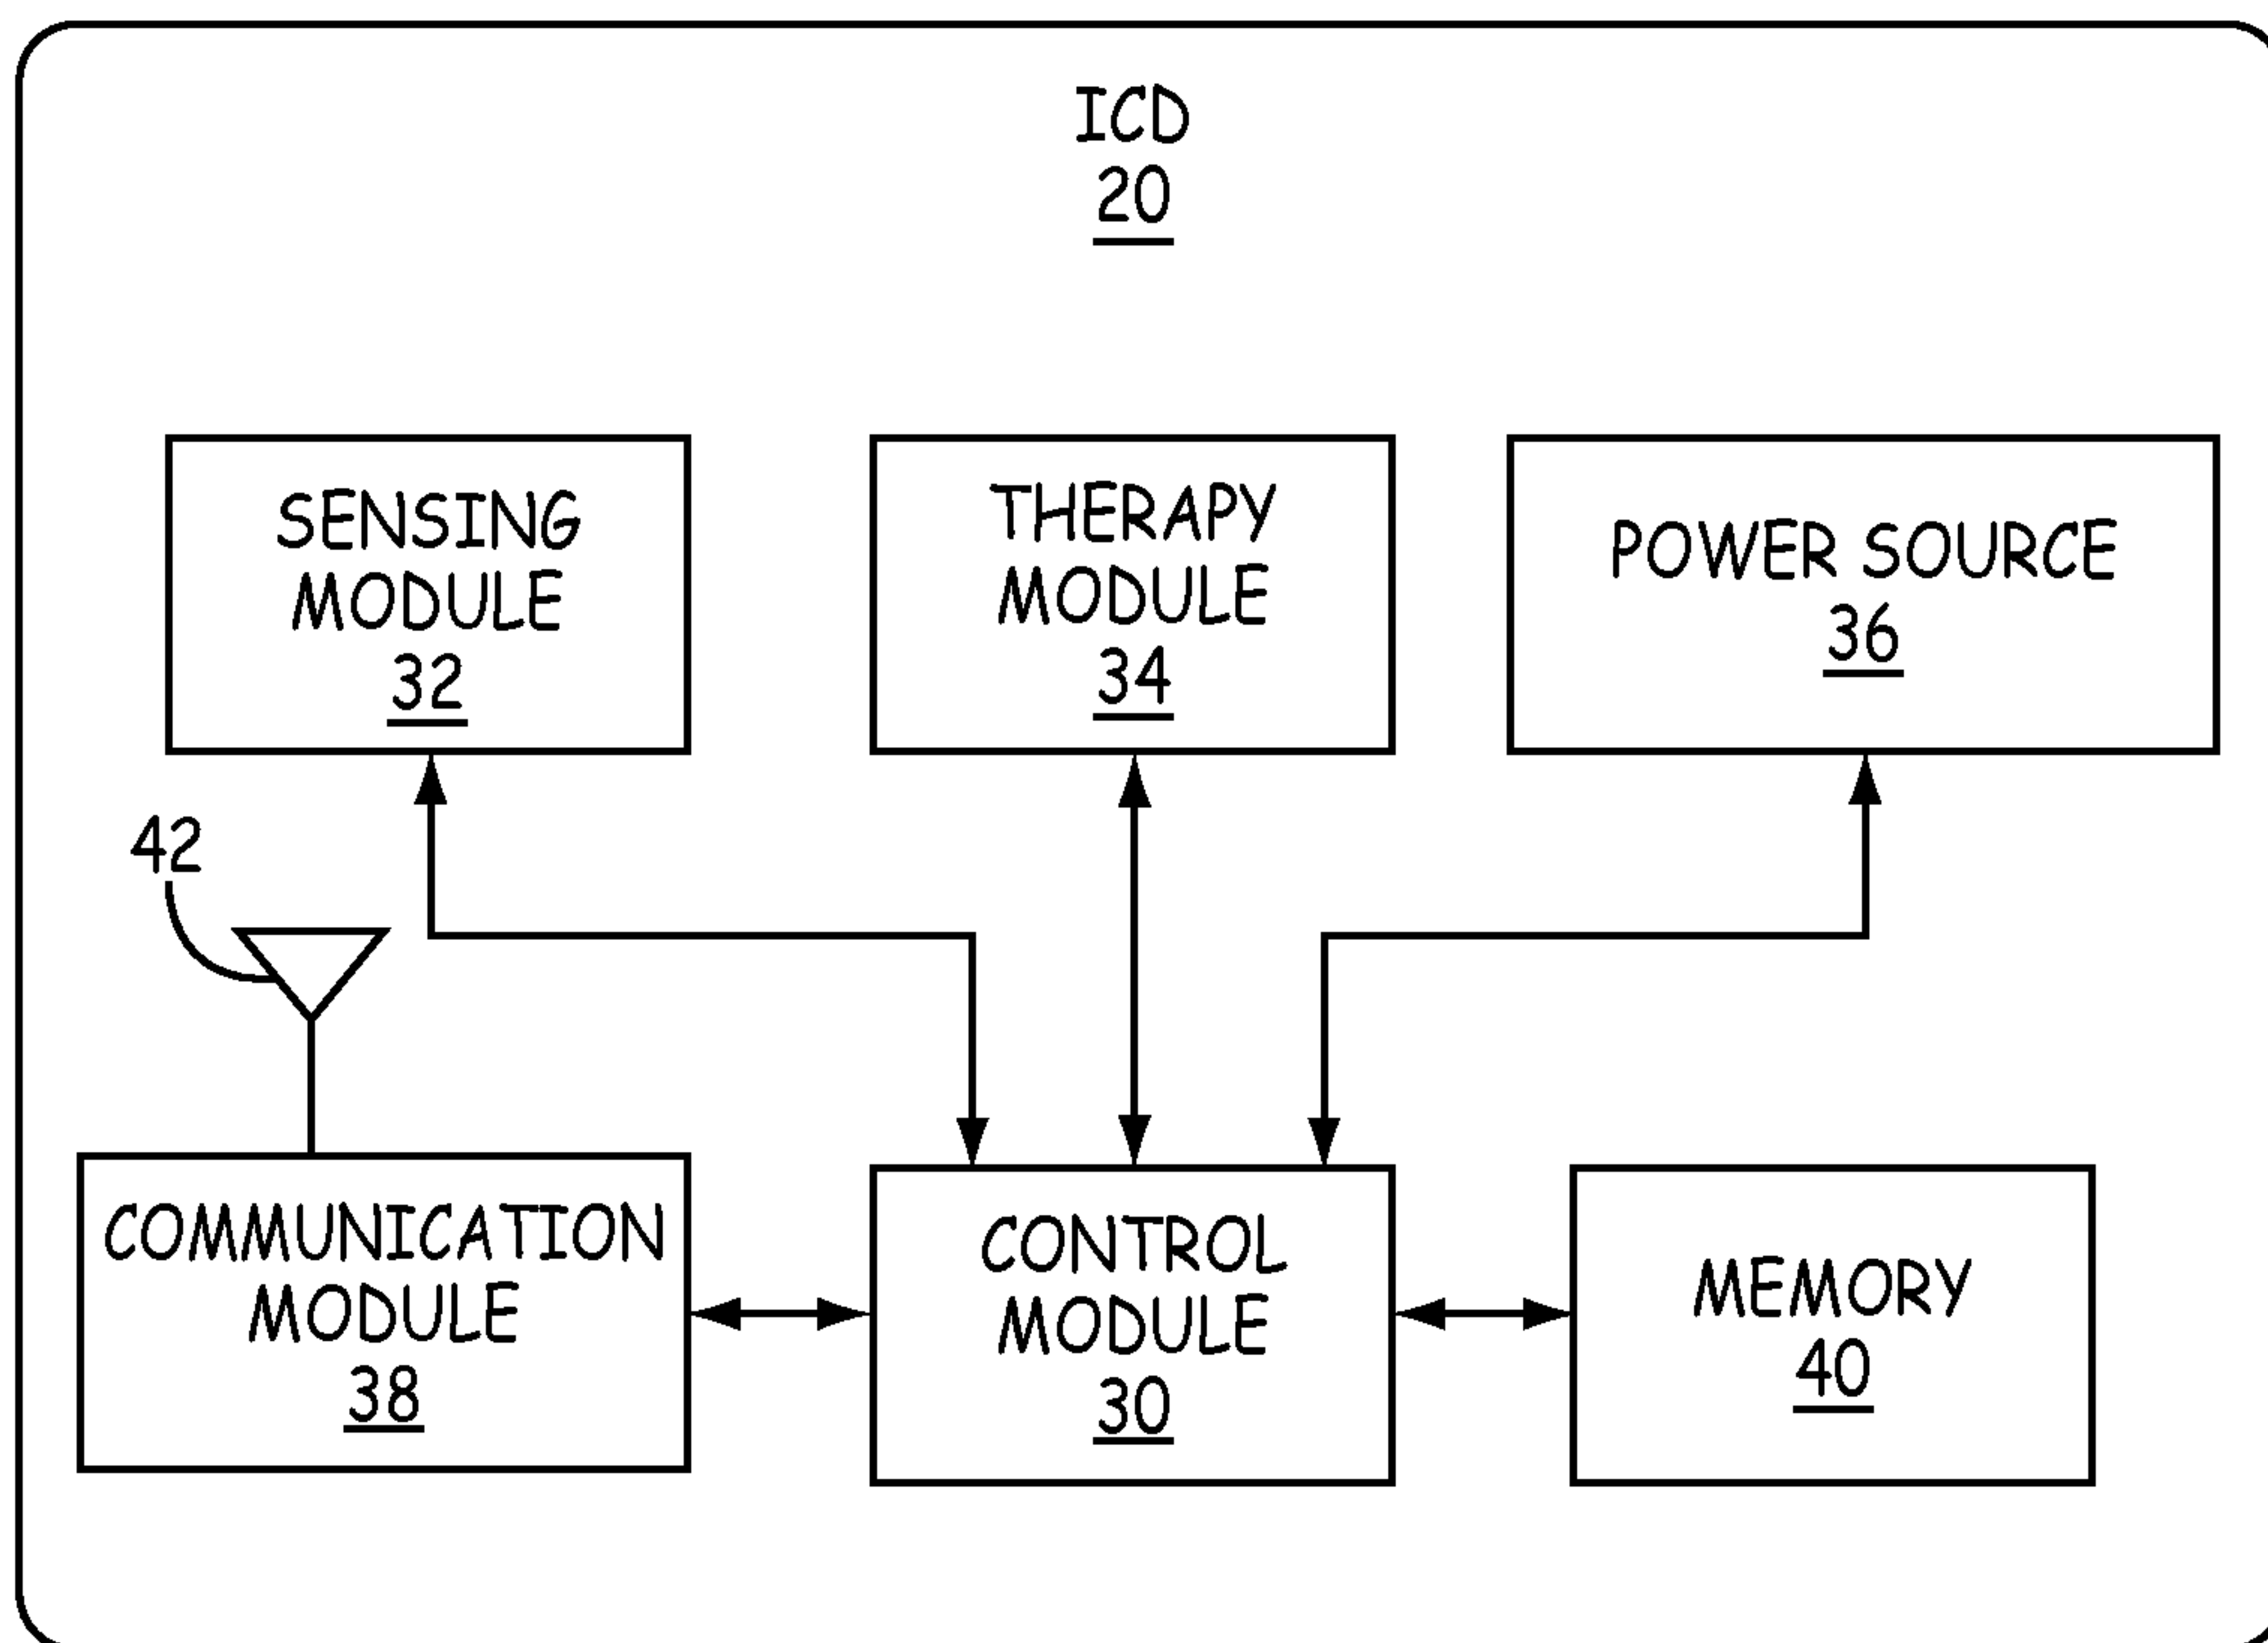 ICD
20
SENSING
MODULE
32
THERAPY
MODULE
34
POWER SOURCE
36
42
COMMUNICATION
MODULE
38
CONTROL
MODULE
30
MEMORY
40